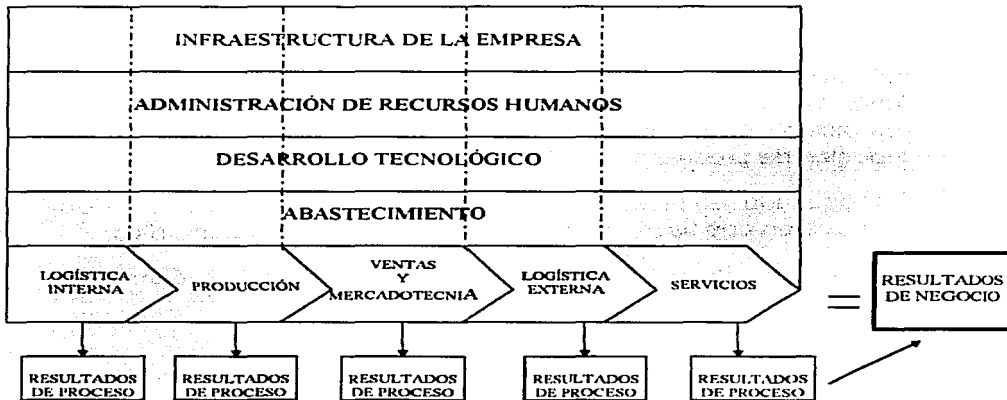 INFRAESTRUCTURA DE LA EMPRESA
ADMINISTRACIÓN DE RECURSOS HUMANOS
DESARROLLO TECNOLÓGICO
ABASTECIMIENTO
LOGÍSTICA
INTERNA
PRODUCCIÓN
VENTAS
Y
MERCADOTECNIA
LOGÍSTICA
EXTERNA
SERVICIOS
=
RESULTADOS
DE NEGOCIO
RESULTADOS
DE PROCESO
RESULTADOS
DE PROCESO
RESULTADOS
DE PROCESO
RESULTADOS
DE PROCESO
RESULTADOS
DE PROCESO